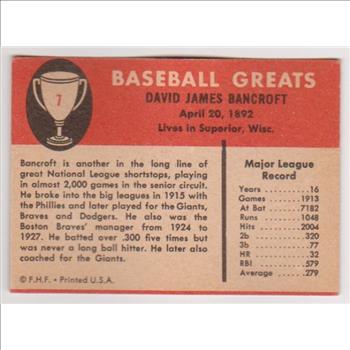 7
BASEBALL GREATS
DAVID JAMES BANCROFT
April 20, 1892
Lives in Superior, Wisc.
Bancroft is another in the long line of
great National League shortstops, playing
in almost 2,000 games in the senior circuit.
He broke into the big leagues in 1915 with
the Phillies and later played for the Giants,
Braves and Dodgers. He also was the
Boston Braves' manager from 1924 to
1927. He batted over .300 five times but
was never a long ball hitter. He later also
coached for the Giants.
© F.H.F. • Printed U.S.A.
Major League
Record
Years 16
Games 1913
At Bat 7182
Runs 1048
Hits 2004
2b 320
3b 77
HR 32
RBI 579
Average .279